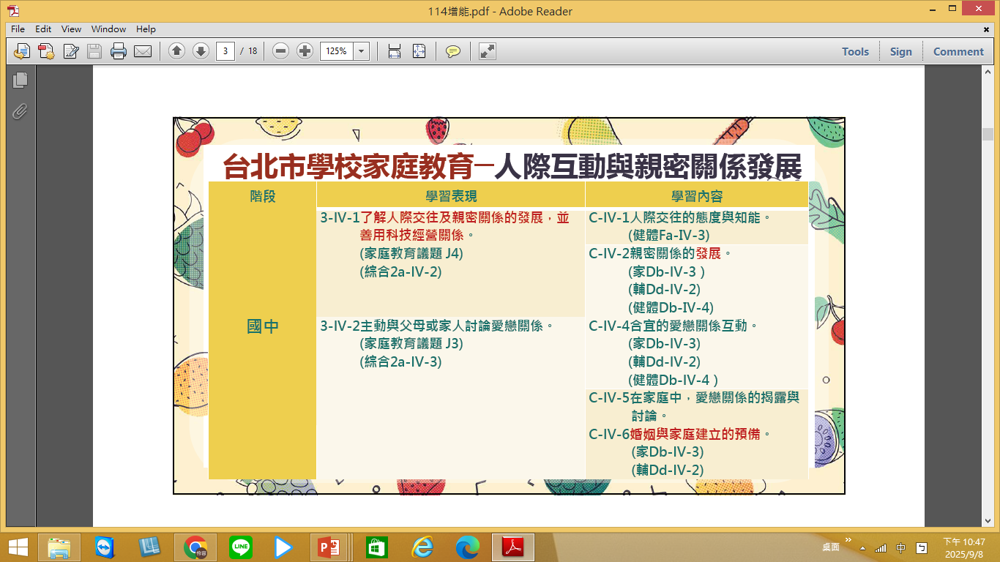 114增能.pdf - Adobe Reader
File Edit View Window Help
3 / 18 125% Tools Sign Comment
台北市學校家庭教育─人際互動與親密關係發展
階段 學習表現 學習內容
國中
3-IV-1了解人際交往及親密關係的發展，並
善用科技經營關係。
(家庭教育議題 J4)
(綜合2a-IV-2)
C-IV-1人際交往的態度與知能。
(健體Fa-IV-3)
C-IV-2親密關係的發展。
(家Db-IV-3 )
(輔Dd-IV-2)
(健體Db-IV-4)
3-IV-2主動與父母或家人討論愛戀關係。
(家庭教育議題 J3)
(綜合2a-IV-3)
C-IV-4合宜的愛戀關係互動。
(家Db-IV-3)
(輔Dd-IV-2)
(健體Db-IV-4 )
C-IV-5在家庭中，愛戀關係的揭露與
討論。
C-IV-6婚姻與家庭建立的預備。
(家Db-IV-3)
(輔Dd-IV-2)
LINE
桌面
中
下午 10:47
2025/9/8